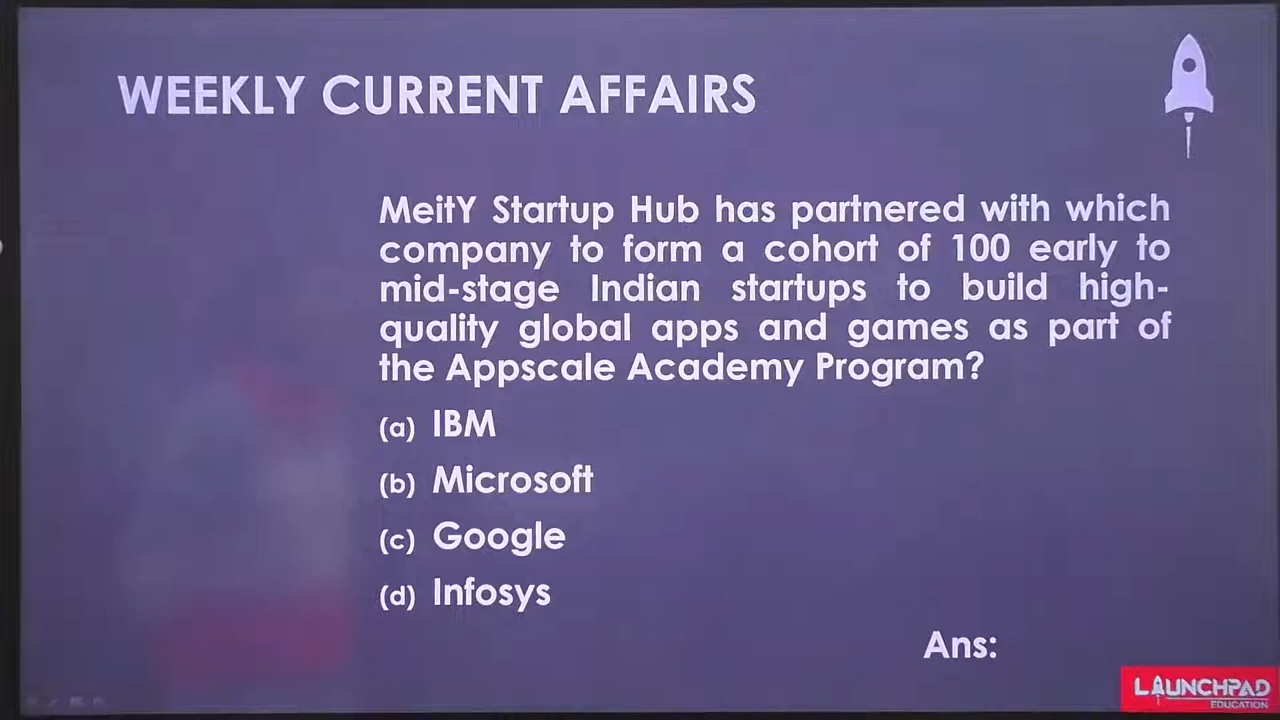 WEEKLY CURRENT AFFAIRS
MeitY Startup Hub has partnered with which
company to form a cohort of 100 early to
mid-stage Indian startups to build high-
quality global apps and games as part of
the Appscale Academy Program?
(a) IBM
(b) Microsoft
(c) Google
(d) Infosys
Ans:
LAUNCHPAD
EDUCATION